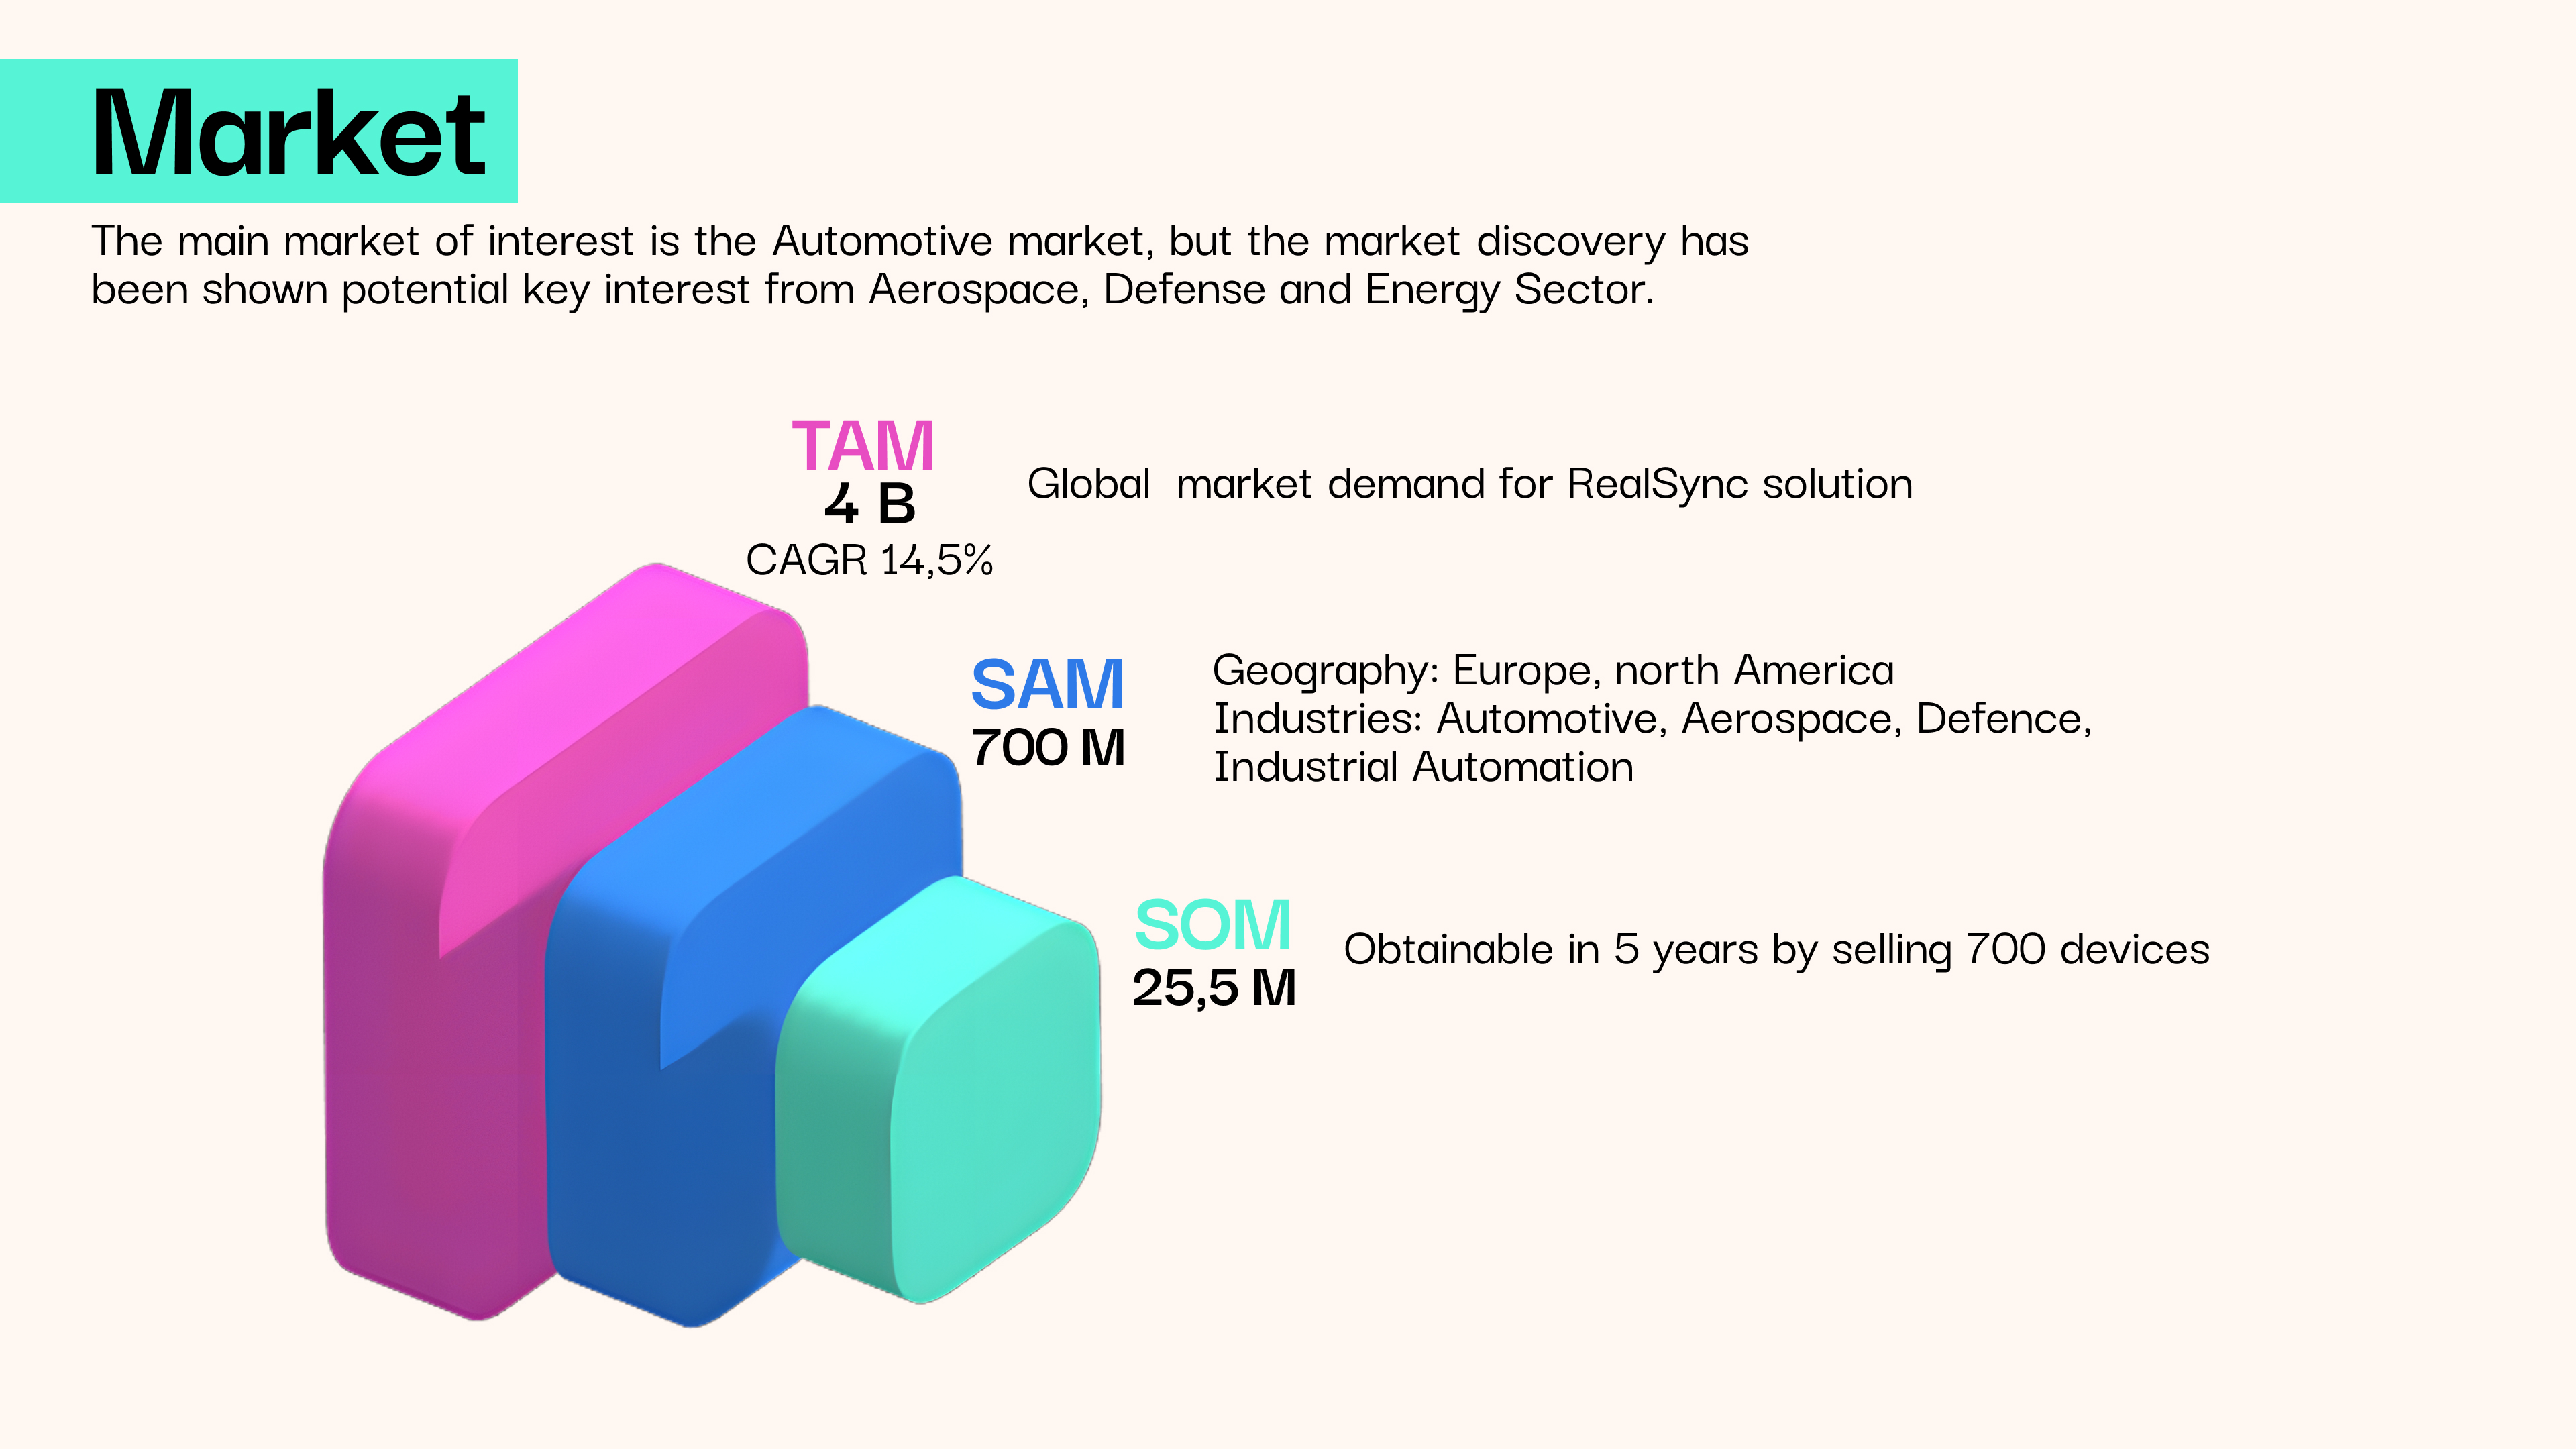 Market
The main market of interest is the Automotive market, but the market discovery has
been shown potential key interest from Aerospace, Defense and Energy Sector.
TAM
4 B
CAGR 14,5%
Global  market demand for RealSync solution
SAM
700 M
Geography: Europe, north America
Industries: Automotive, Aerospace, Defence,
Industrial Automation
SOM
25,5 M
Obtainable in 5 years by selling 700 devices